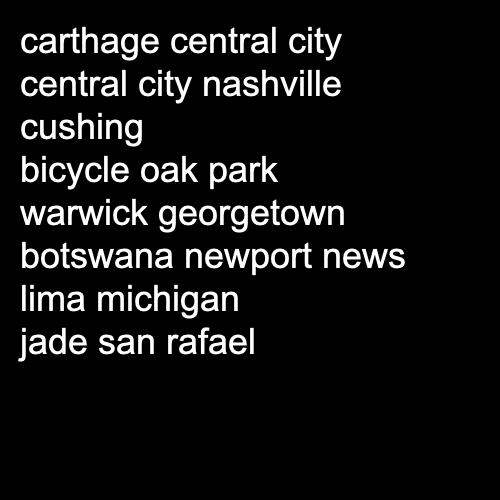 carthage central city
central city nashville
cushing
bicycle oak park
warwick georgetown
botswana newport news
lima michigan
jade san rafael